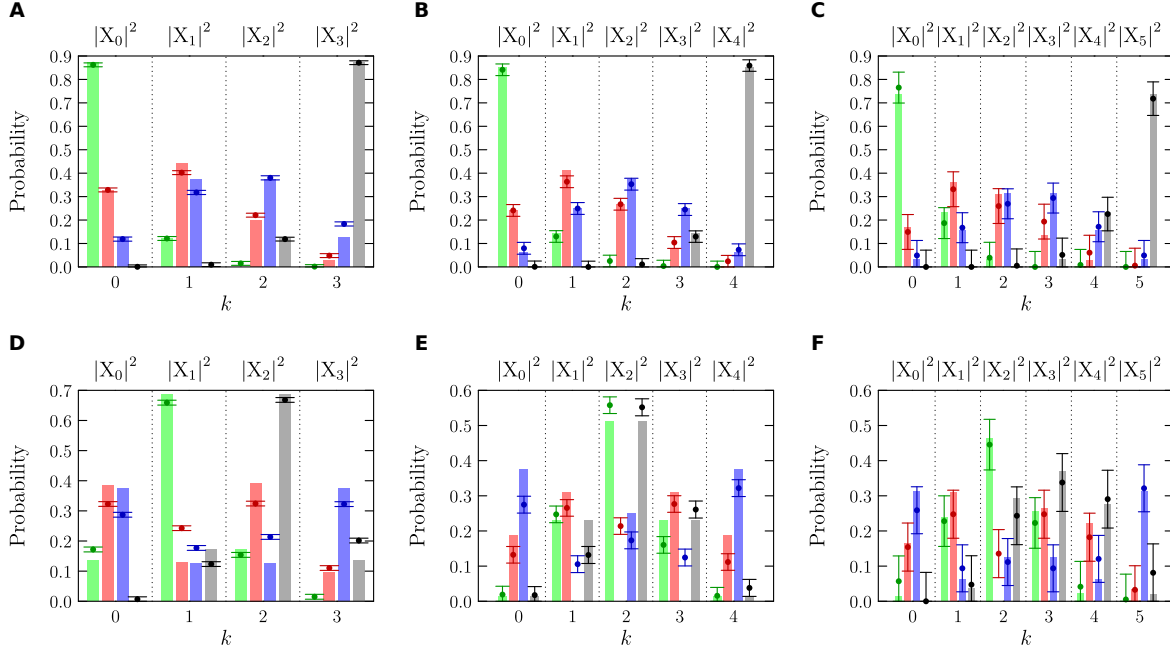 A
|X₀|² |X₁|² |X₂|² |X₃|²
0.9
0.8
0.7
0.6
0.5
0.4
0.3
0.2
0.1
0.0
Probability
0 1 2 3
k
B
|X₀|² |X₁|² |X₂|² |X₃|² |X₄|²
0.9
0.8
0.7
0.6
0.5
0.4
0.3
0.2
0.1
0.0
Probability
0 1 2 3 4
k
C
|X₀|² |X₁|² |X₂|² |X₃|² |X₄|² |X₅|²
0.9
0.8
0.7
0.6
0.5
0.4
0.3
0.2
0.1
0.0
Probability
0 1 2 3 4 5
k
D
|X₀|² |X₁|² |X₂|² |X₃|²
0.7
0.6
0.5
0.4
0.3
0.2
0.1
0.0
Probability
0 1 2 3
k
E
|X₀|² |X₁|² |X₂|² |X₃|² |X₄|²
0.6
0.5
0.4
0.3
0.2
0.1
0.0
Probability
0 1 2 3 4
k
F
|X₀|² |X₁|² |X₂|² |X₃|² |X₄|² |X₅|²
0.6
0.5
0.4
0.3
0.2
0.1
0.0
Probability
0 1 2 3 4 5
k